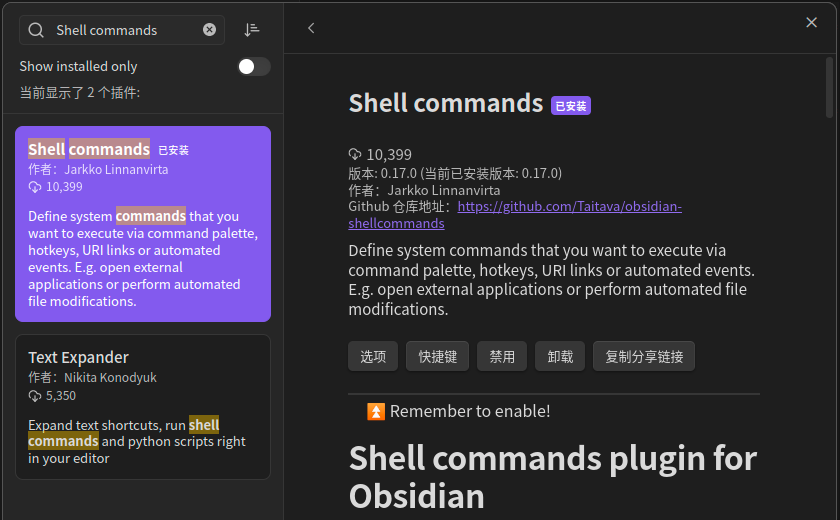 Shell commands
Show installed only
当前显示了 2 个插件:
Shell commands 已安装
作者：Jarkko Linnanvirta
10,399
Define system commands that you
want to execute via command palette,
hotkeys, URI links or automated
events. E.g. open external
applications or perform automated
file modifications.
Text Expander
作者：Nikita Konodyuk
5,350
Expand text shortcuts, run shell
commands and python scripts right
in your editor
Shell commands 已安装
10,399
版本: 0.17.0 (当前已安装版本: 0.17.0)
作者：Jarkko Linnanvirta
Github 仓库地址：https://github.com/Taitava/obsidian-
shellcommands
Define system commands that you want to execute via
command palette, hotkeys, URI links or automated events.
E.g. open external applications or perform automated file
modifications.
选项 快捷键 禁用 卸载 复制分享链接
⏫ Remember to enable!
Shell commands plugin for
Obsidian